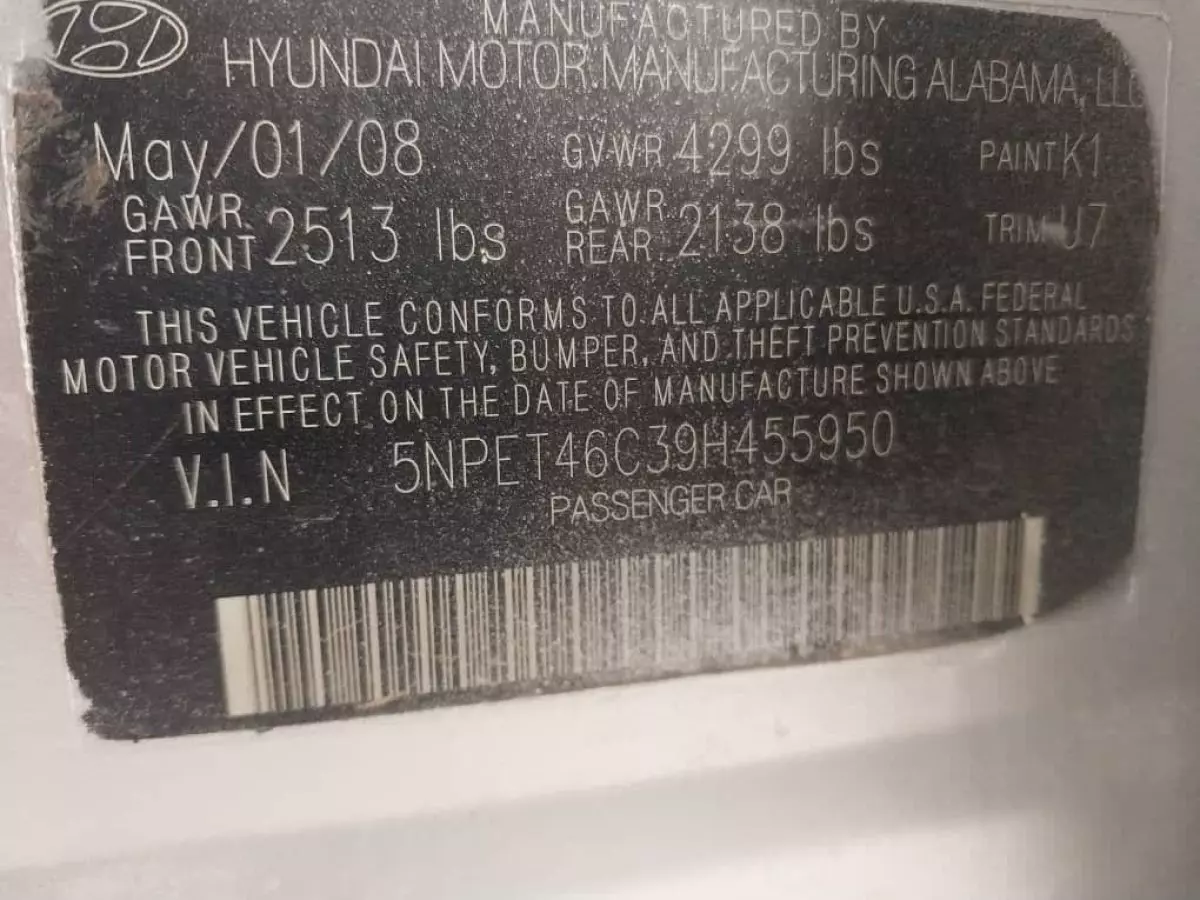 MANUFACTURED BY
HYUNDAI MOTOR MANUFACTURING ALABAMA, LLC
May/01/08 GVWR 4299 lbs PAINT K1
GAWR FRONT 2513 lbs GAWR REAR 2138 lbs TRIM U7
THIS VEHICLE CONFORMS TO ALL APPLICABLE U.S.A. FEDERAL
MOTOR VEHICLE SAFETY, BUMPER, AND THEFT PREVENTION STANDARDS
IN EFFECT ON THE DATE OF MANUFACTURE SHOWN ABOVE
V.I.N 5NPET46C39H455950
PASSENGER CAR